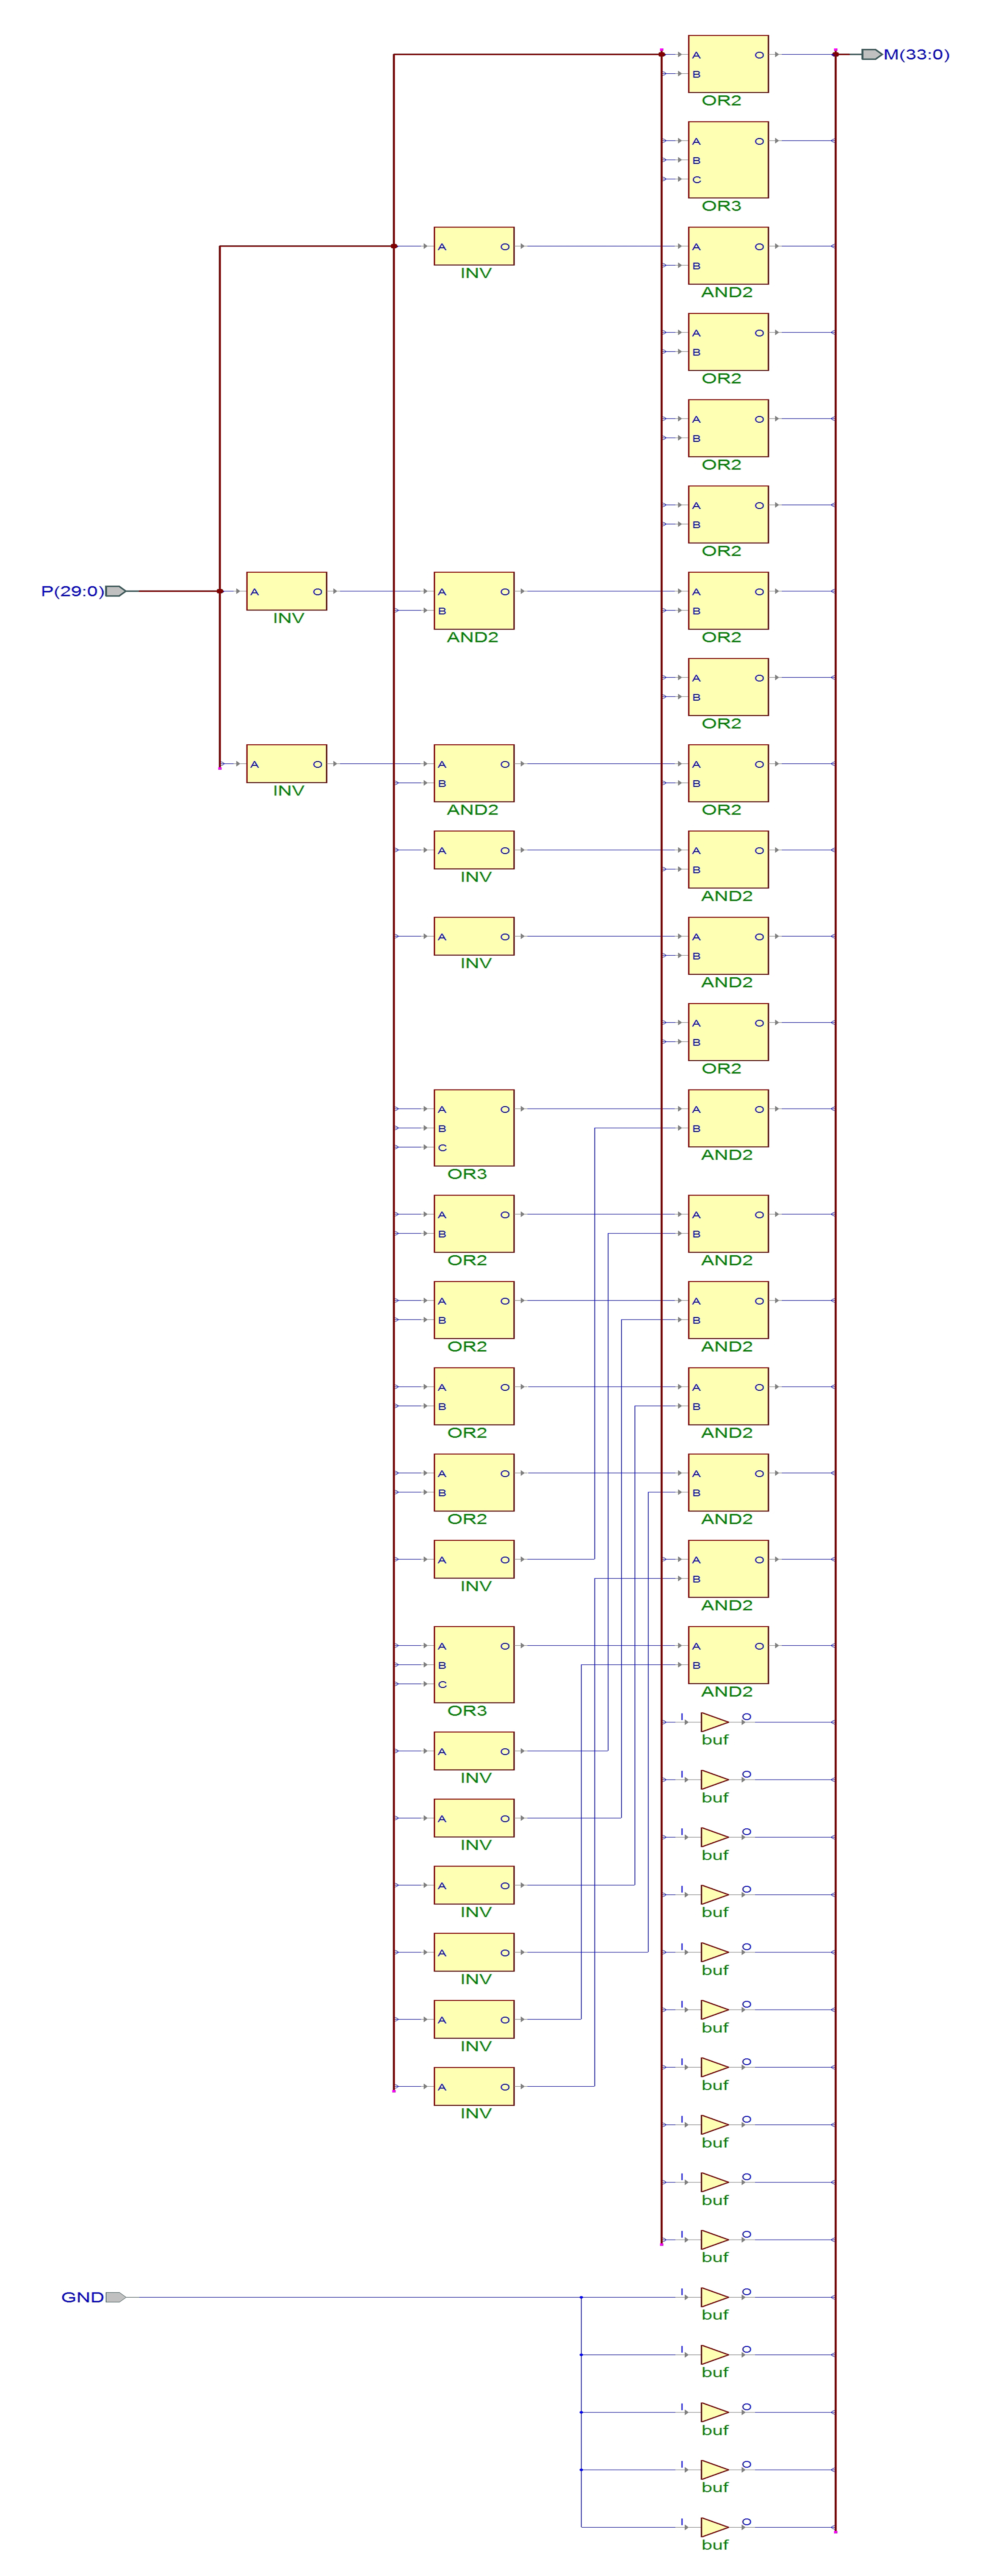 A O M(33:0)
B
OR2
A O
B
C
OR3
A O A O
B
INV
AND2
A O
B
OR2
A O
B
OR2
A O
B
OR2
P(29:0) A O A O A O
B B
INV
AND2 OR2
A O
B
OR2
A O A O A O
B B
INV
AND2 OR2
A O A O
B
INV
AND2
A O A O
B
INV
AND2
A O
B
OR2
A O A O
B B
C
AND2
OR3
A O A O
B B
OR2 AND2
A O A O
B B
OR2 AND2
A O A O
B B
OR2 AND2
A O A O
B B
OR2 AND2
A O A O
B
INV
AND2
A O A O
B B
C
AND2
OR3
I O
buf
A O
I O
INV
buf
A O
I O
INV
buf
A O
I O
INV buf
I O
A O
buf
INV
I O
A O
buf
INV
I O
A O buf
INV
I O
buf
I O
buf
I O
buf
GND I O
buf
I O
buf
I O
buf
I O
buf
I O
buf